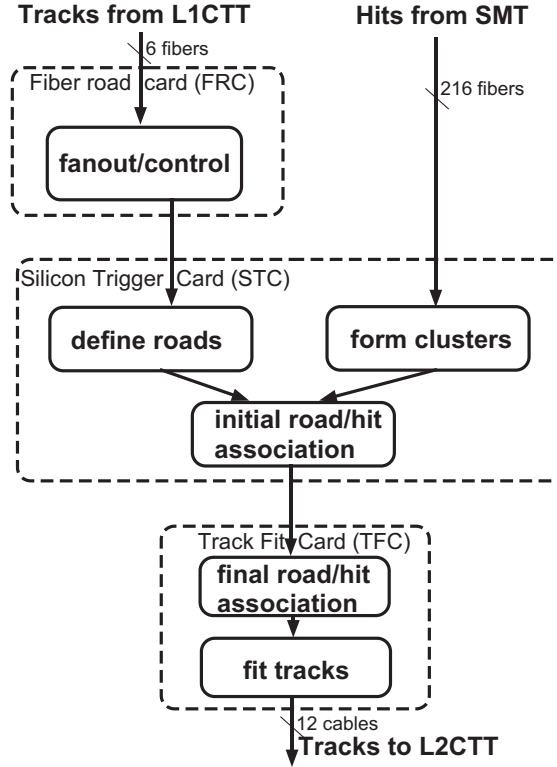 Tracks from L1CTT
Hits from SMT
6 fibers
216 fibers
Fiber road card (FRC)
fanout/control
Silicon Trigger Card (STC)
define roads
form clusters
initial road/hit
association
Track Fit Card (TFC)
final road/hit
association
fit tracks
12 cables
Tracks to L2CTT